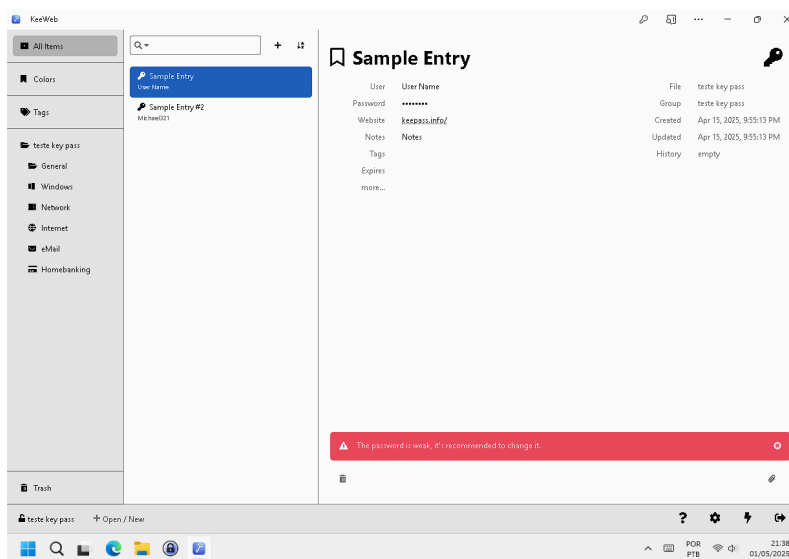 KeeWeb
All Items
Colors
Tags
teste key pass
General
Windows
Network
Internet
eMail
Homebanking
Trash
Sample Entry
User Name
Sample Entry #2
Michael321
Sample Entry
User User Name
Password ••••••••
Website keepass.info/
Notes Notes
Tags
Expires
more...
File teste key pass
Group teste key pass
Created Apr 15, 2025, 9:55:13 PM
Updated Apr 15, 2025, 9:55:13 PM
History empty
The password is weak, it's recommended to change it.
teste key pass
Open / New
POR
PTB
21:38
01/05/2025